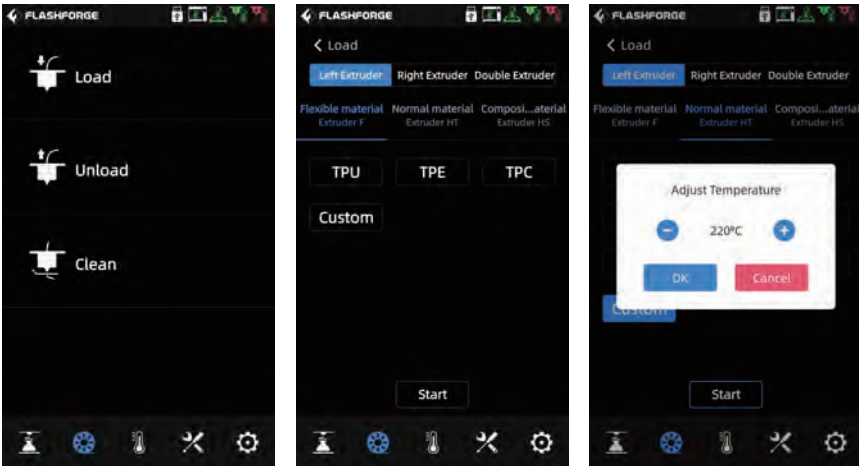 FLASHFORGE
Load
Unload
Clean
FLASHFORGE
Load
Left Extruder Right Extruder Double Extruder
Flexible material Normal material Composi...aterial
Extruder F Extruder HT Extruder HS
TPU TPE TPC
Custom
Start
FLASHFORGE
Load
Left Extruder Right Extruder Double Extruder
Flexible material Normal material Composi...aterial
Extruder F Extruder HT Extruder HS
Adjust Temperature
220°C
OK Cancel
Custom
Start